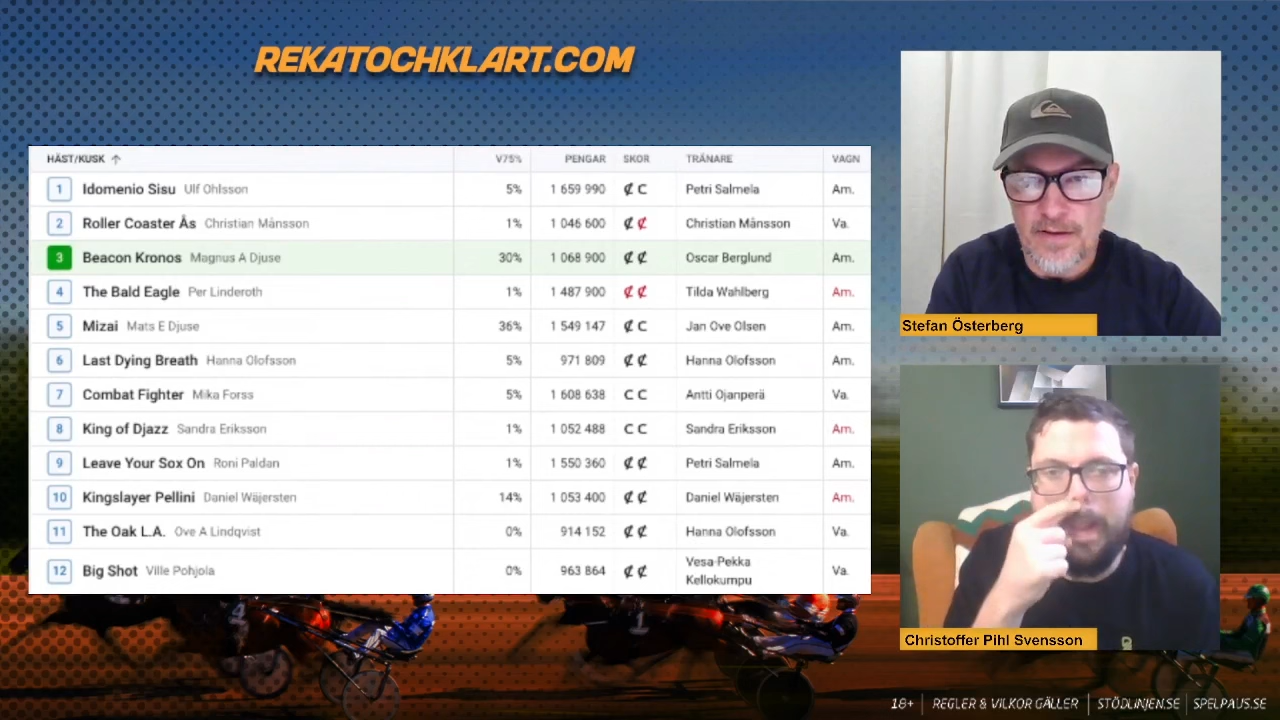 REKATOCHKLART.COM
HÄST/KUSK ↑ V75% PENGAR SKOR TRÄNARE VAGN
1 Idomenio Sisu Ulf Ohlsson 5% 1 659 990 ȼ C Petri Salmela Am.
2 Roller Coaster Ås Christian Månsson 1% 1 046 600 ȼ ȼ Christian Månsson Va.
3 Beacon Kronos Magnus A Djuse 30% 1 068 900 ȼ ȼ Oscar Berglund Am.
4 The Bald Eagle Per Linderoth 1% 1 487 900 ȼ ȼ Tilda Wahlberg Am.
5 Mizai Mats E Djuse 36% 1 549 147 ȼ C Jan Ove Olsen Am.
6 Last Dying Breath Hanna Olofsson 5% 971 809 ȼ ȼ Hanna Olofsson Am.
7 Combat Fighter Mika Forss 5% 1 608 638 C C Antti Ojanperä Va.
8 King of Djazz Sandra Eriksson 1% 1 052 488 C C Sandra Eriksson Am.
9 Leave Your Sox On Roni Paldan 1% 1 550 360 ȼ ȼ Petri Salmela Am.
10 Kingslayer Pellini Daniel Wäjersten 14% 1 053 400 ȼ ȼ Daniel Wäjersten Am.
11 The Oak L.A. Ove A Lindqvist 0% 914 152 ȼ ȼ Hanna Olofsson Va.
12 Big Shot Ville Pohjola 0% 963 864 ȼ ȼ Vesa-Pekka Kellokumpu Va.
Stefan Österberg
Christoffer Pihl Svensson
4
1
18+ | REGLER & VILKOR GÄLLER | STÖDLINJEN.SE | SPELPAUS.SE